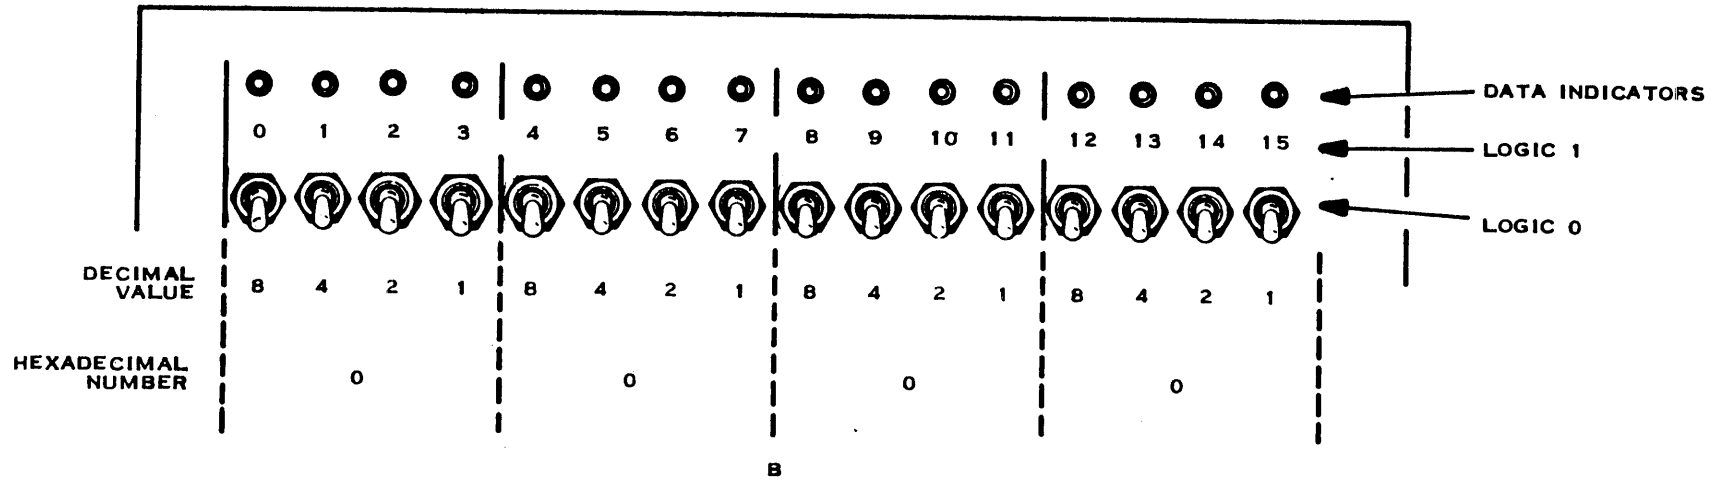 DATA INDICATORS
0 1 2 3 4 5 6 7 8 9 10 11 12 13 14 15
LOGIC 1
LOGIC 0
DECIMAL
VALUE
8 4 2 1 8 4 2 1 8 4 2 1 8 4 2 1
HEXADECIMAL
NUMBER
0 0 0 0
B